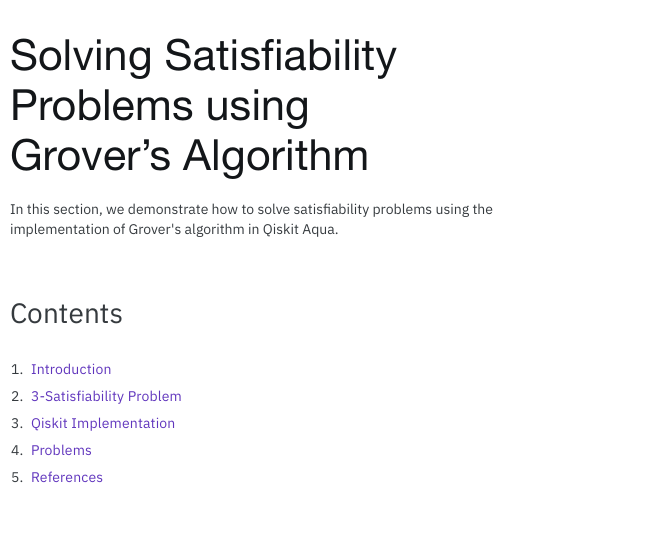 Solving Satisfiability
Problems using
Grover’s Algorithm
In this section, we demonstrate how to solve satisfiability problems using the
implementation of Grover's algorithm in Qiskit Aqua.
Contents
1. Introduction
2. 3-Satisfiability Problem
3. Qiskit Implementation
4. Problems
5. References